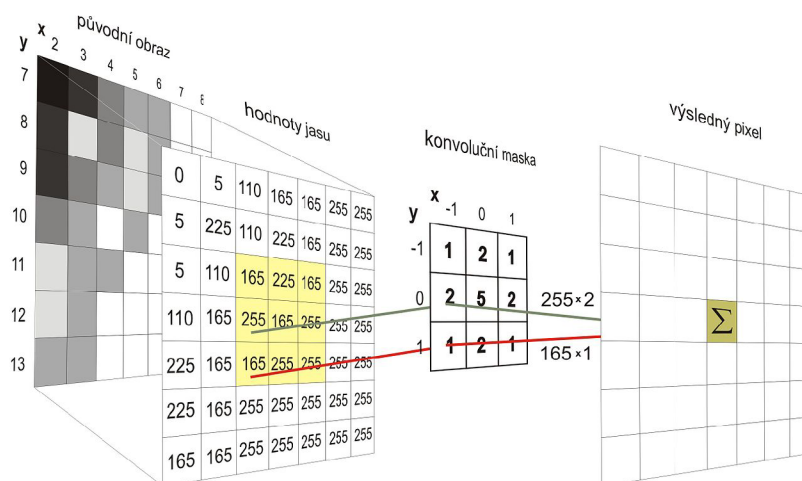 původní obraz
x 2 3 4 5 6 7 8
y
7
8
9
10
11
12
13
hodnoty jasu
0 5 110 165 165 255 255
5 225 110 225 165 255 255
5 110 165 225 165 255 255
110 165 255 165 255 255 255
225 165 165 255 255 255 255
225 165 255 255 255 255 255
165 165 255 255 255 255 255
konvoluční maska
x
-1 0 1
y
-1 1 2 1
0 2 5 2
1 1 2 1
255×2
165×1
výsledný pixel
Σ